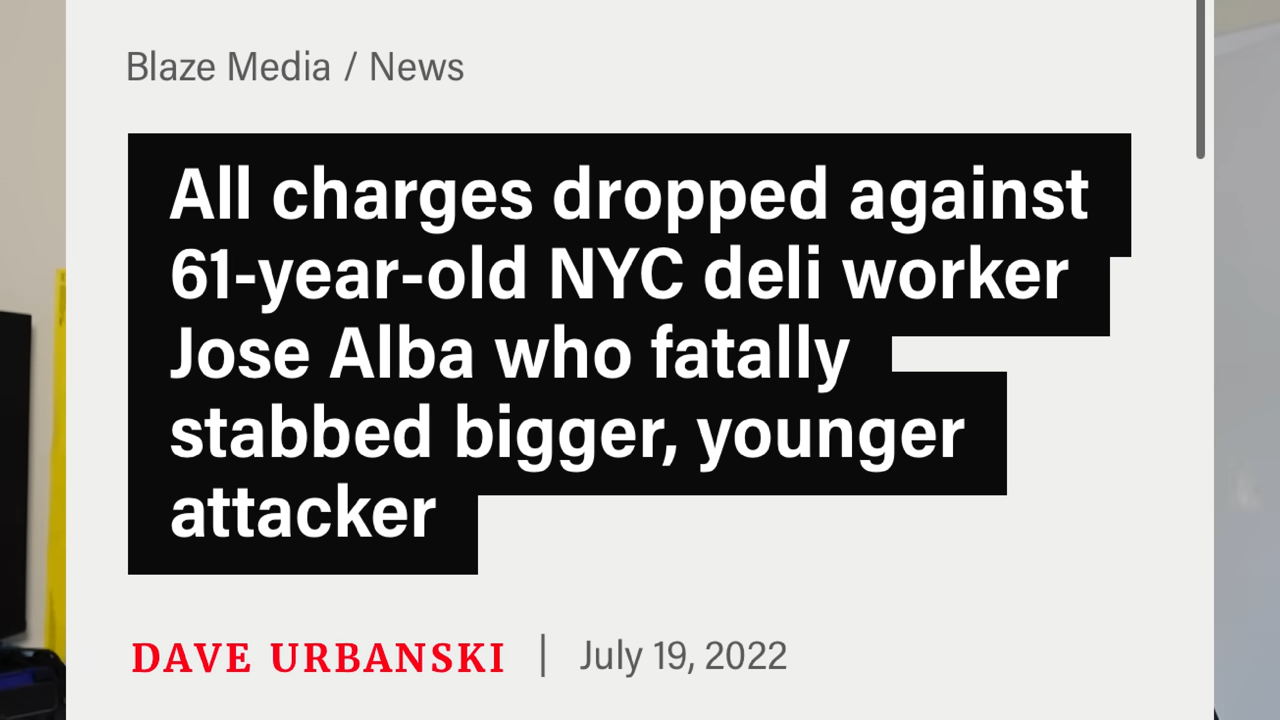 Blaze Media / News
All charges dropped against
61-year-old NYC deli worker
Jose Alba who fatally
stabbed bigger, younger
attacker
DAVE URBANSKI | July 19, 2022